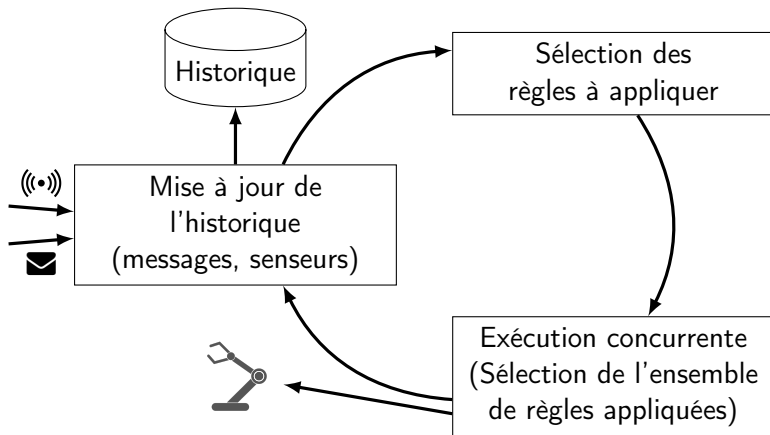 Historique
Sélection des
règles à appliquer
Mise à jour de
l'historique
(messages, senseurs)
Exécution concurrente
(Sélection de l'ensemble
de règles appliquées)